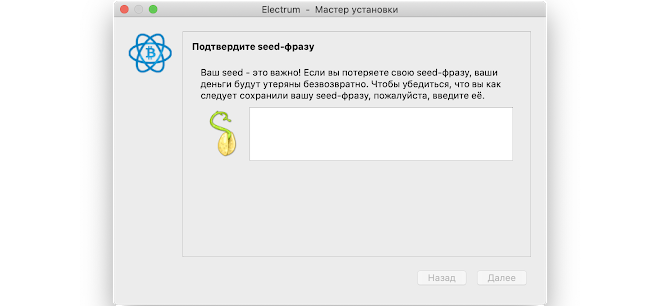 Electrum - Мастер установки
Подтвердите seed-фразу
Ваш seed - это важно! Если вы потеряете свою seed-фразу, ваши
деньги будут утеряны безвозвратно. Чтобы убедиться, что вы как
следует сохранили вашу seed-фразу, пожалуйста, введите её.
Назад
Далее